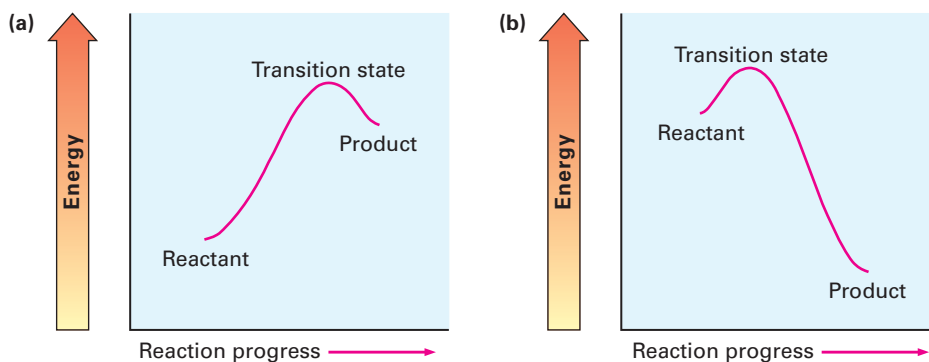 (a)
Energy
Transition state
Product
Reactant
Reaction progress
(b)
Energy
Transition state
Reactant
Product
Reaction progress